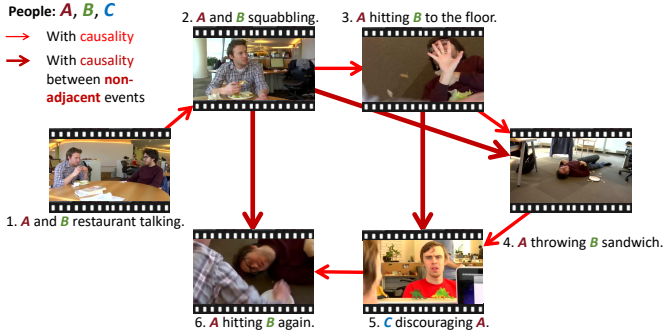 People: A, B, C
With causality
With causality
between non-
adjacent events
2. A and B squabbling.
3. A hitting B to the floor.
1. A and B restaurant talking.
4. A throwing B sandwich.
6. A hitting B again.
5. C discouraging A.